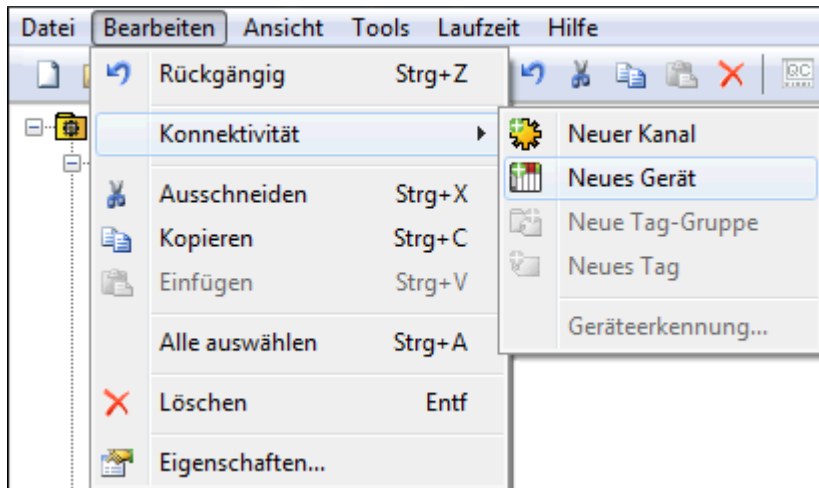 Datei Bearbeiten Ansicht Tools Laufzeit Hilfe
Rückgängig Strg+Z
QC
Konnektivität
Neuer Kanal
Neues Gerät
Neue Tag-Gruppe
Neues Tag
Geräteerkennung...
Ausschneiden Strg+X
Kopieren Strg+C
Einfügen Strg+V
Alle auswählen Strg+A
Löschen Entf
Eigenschaften...